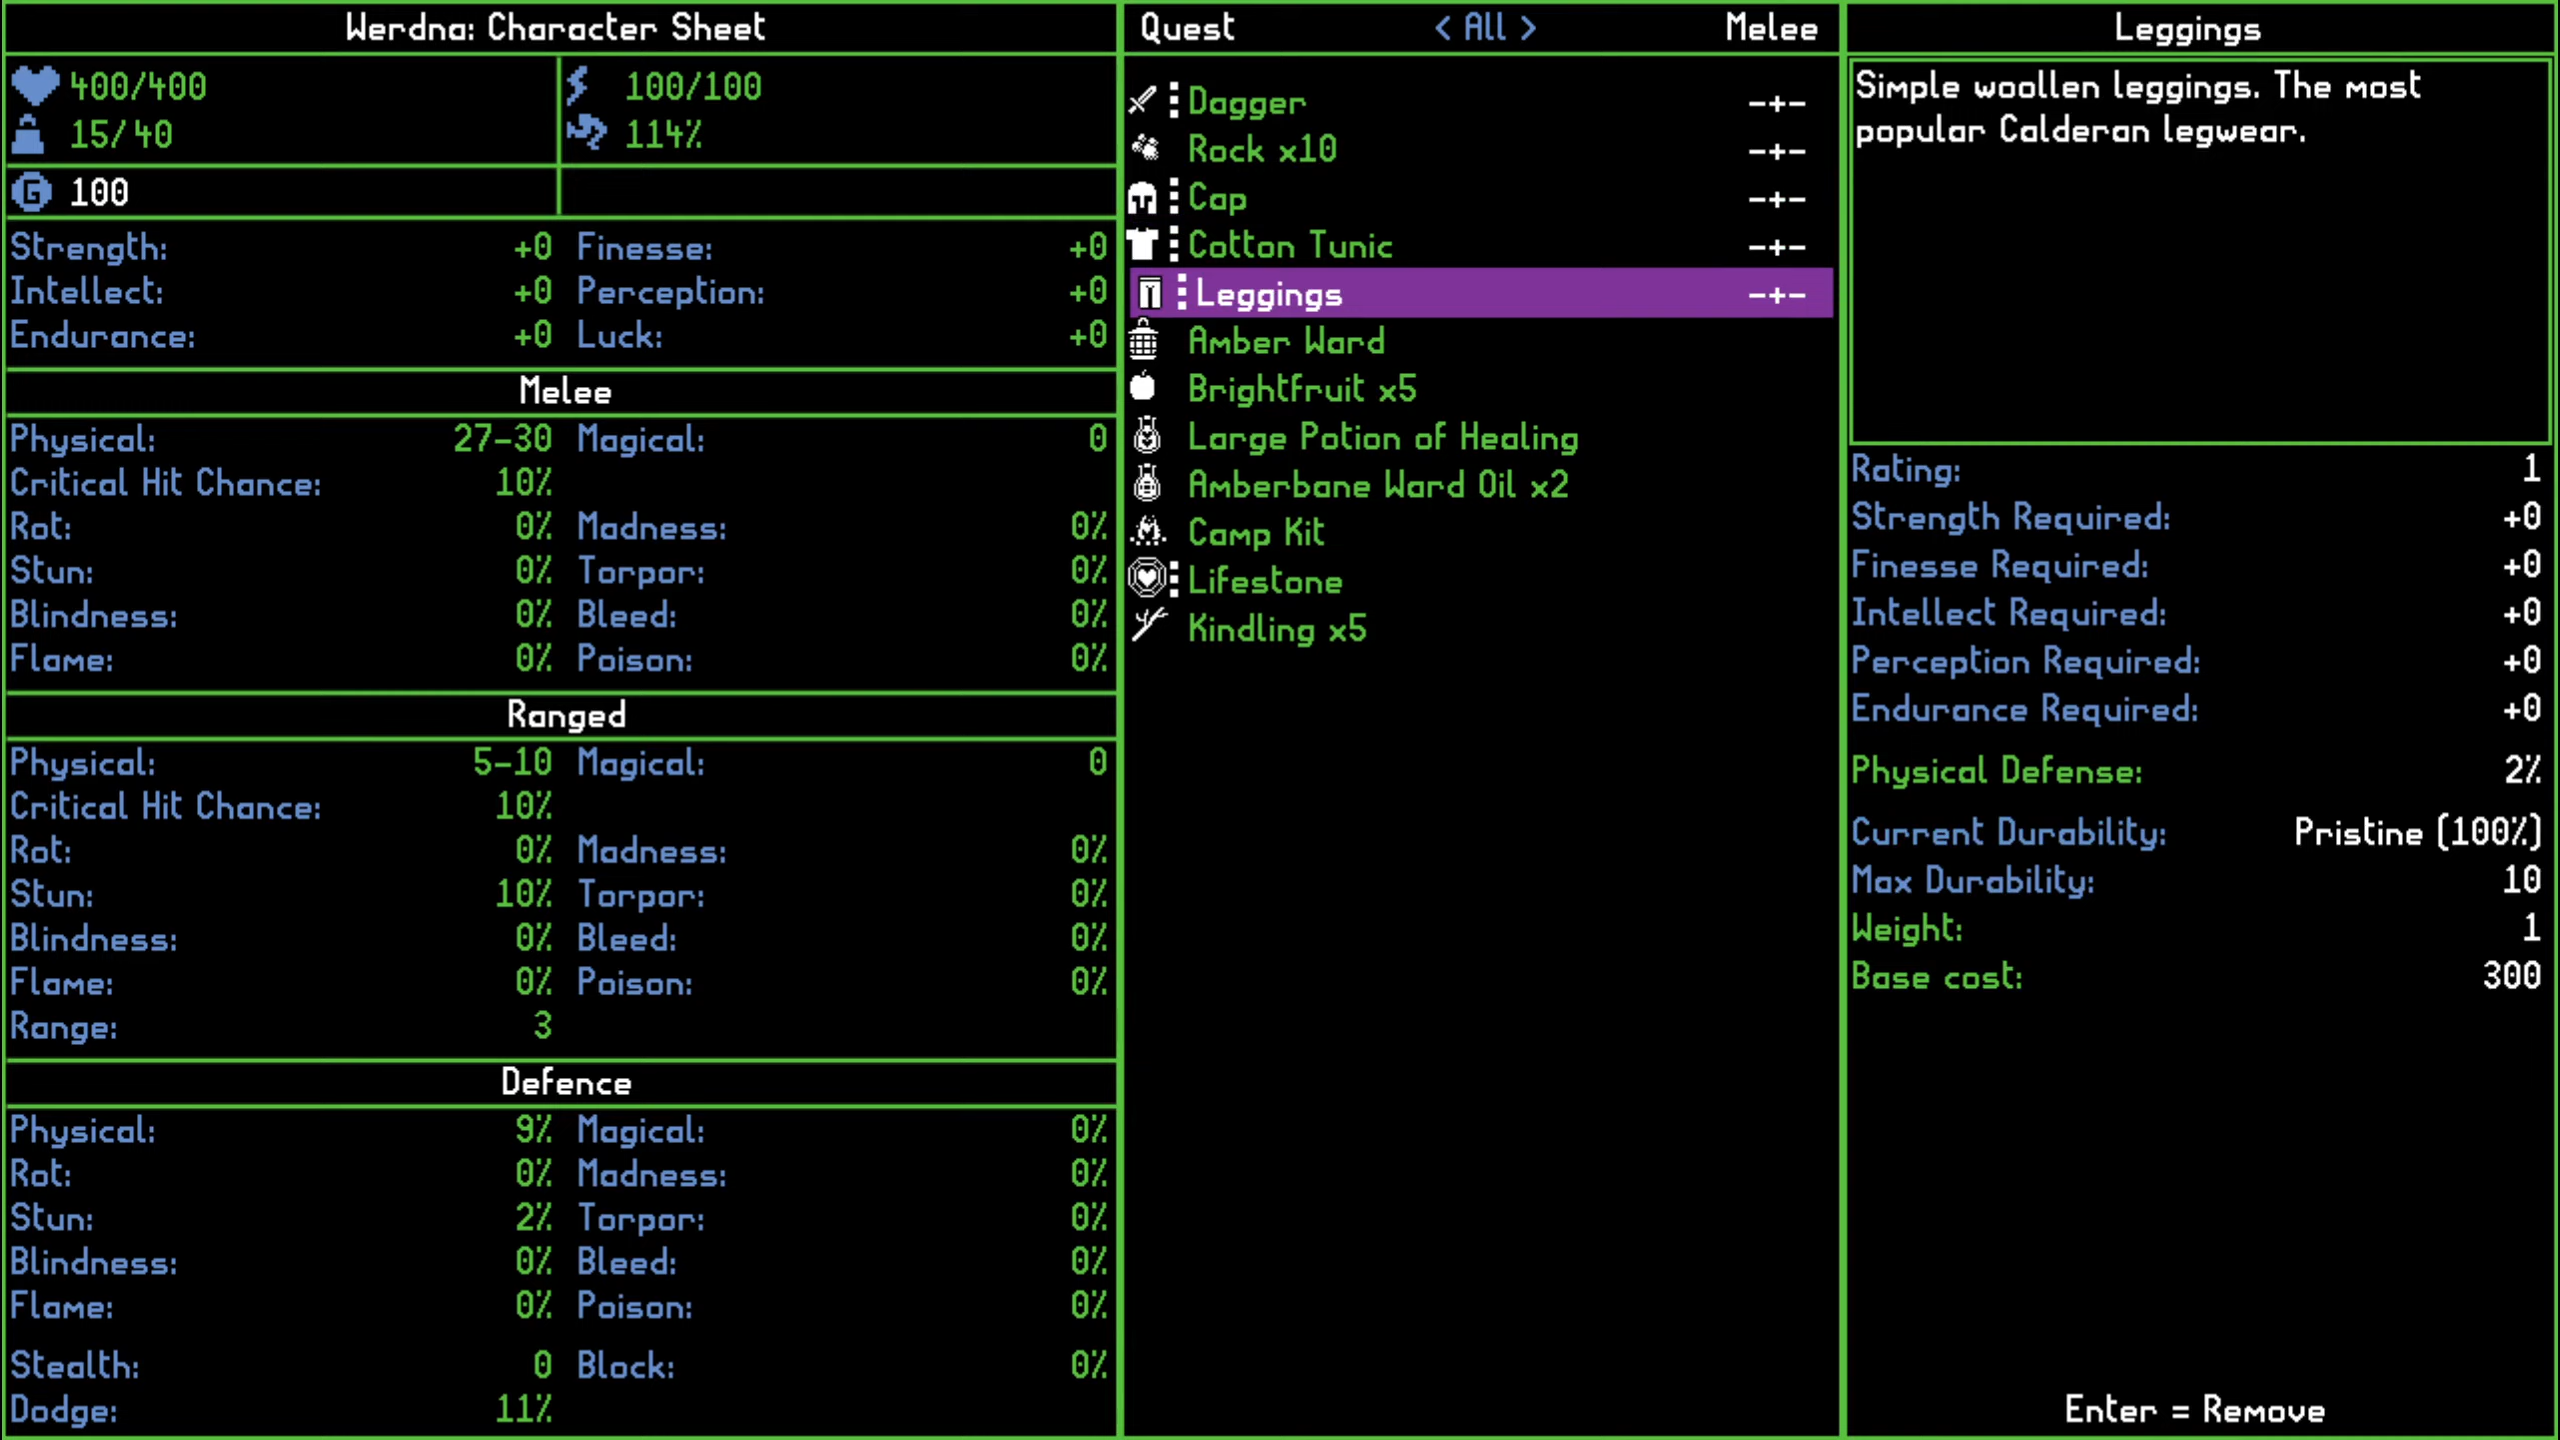 Werdna: Character Sheet
400/400 100/100
15/40 114%
G 100
Strength: +0 Finesse: +0
Intellect: +0 Perception: +0
Endurance: +0 Luck: +0
Melee
Physical: 27-30 Magical: 0
Critical Hit Chance: 10%
Rot: 0% Madness: 0%
Stun: 0% Torpor: 0%
Blindness: 0% Bleed: 0%
Flame: 0% Poison: 0%
Ranged
Physical: 5-10 Magical: 0
Critical Hit Chance: 10%
Rot: 0% Madness: 0%
Stun: 10% Torpor: 0%
Blindness: 0% Bleed: 0%
Flame: 0% Poison: 0%
Range: 3
Defence
Physical: 9% Magical: 0%
Rot: 0% Madness: 0%
Stun: 2% Torpor: 0%
Blindness: 0% Bleed: 0%
Flame: 0% Poison: 0%
Stealth: 0 Block: 0%
Dodge: 11%
Quest < All > Melee
Dagger -+-
Rock x10 -+-
Cap -+-
Cotton Tunic -+-
Leggings -+-
Amber Ward
Brightfruit x5
Large Potion of Healing
Amberbane Ward Oil x2
Camp Kit
Lifestone
Kindling x5
Leggings
Simple woollen leggings. The most
popular Calderan legwear.
Rating: 1
Strength Required: +0
Finesse Required: +0
Intellect Required: +0
Perception Required: +0
Endurance Required: +0
Physical Defense: 2%
Current Durability: Pristine (100%)
Max Durability: 10
Weight: 1
Base cost: 300
Enter = Remove